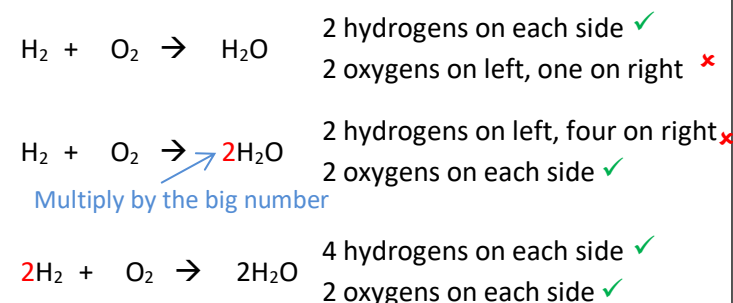 H₂ + O₂ → H₂O
2 hydrogens on each side ✓
2 oxygens on left, one on right ×
H₂ + O₂ → 2H₂O
2 hydrogens on left, four on right ×
2 oxygens on each side ✓
Multiply by the big number
2H₂ + O₂ → 2H₂O
4 hydrogens on each side ✓
2 oxygens on each side ✓